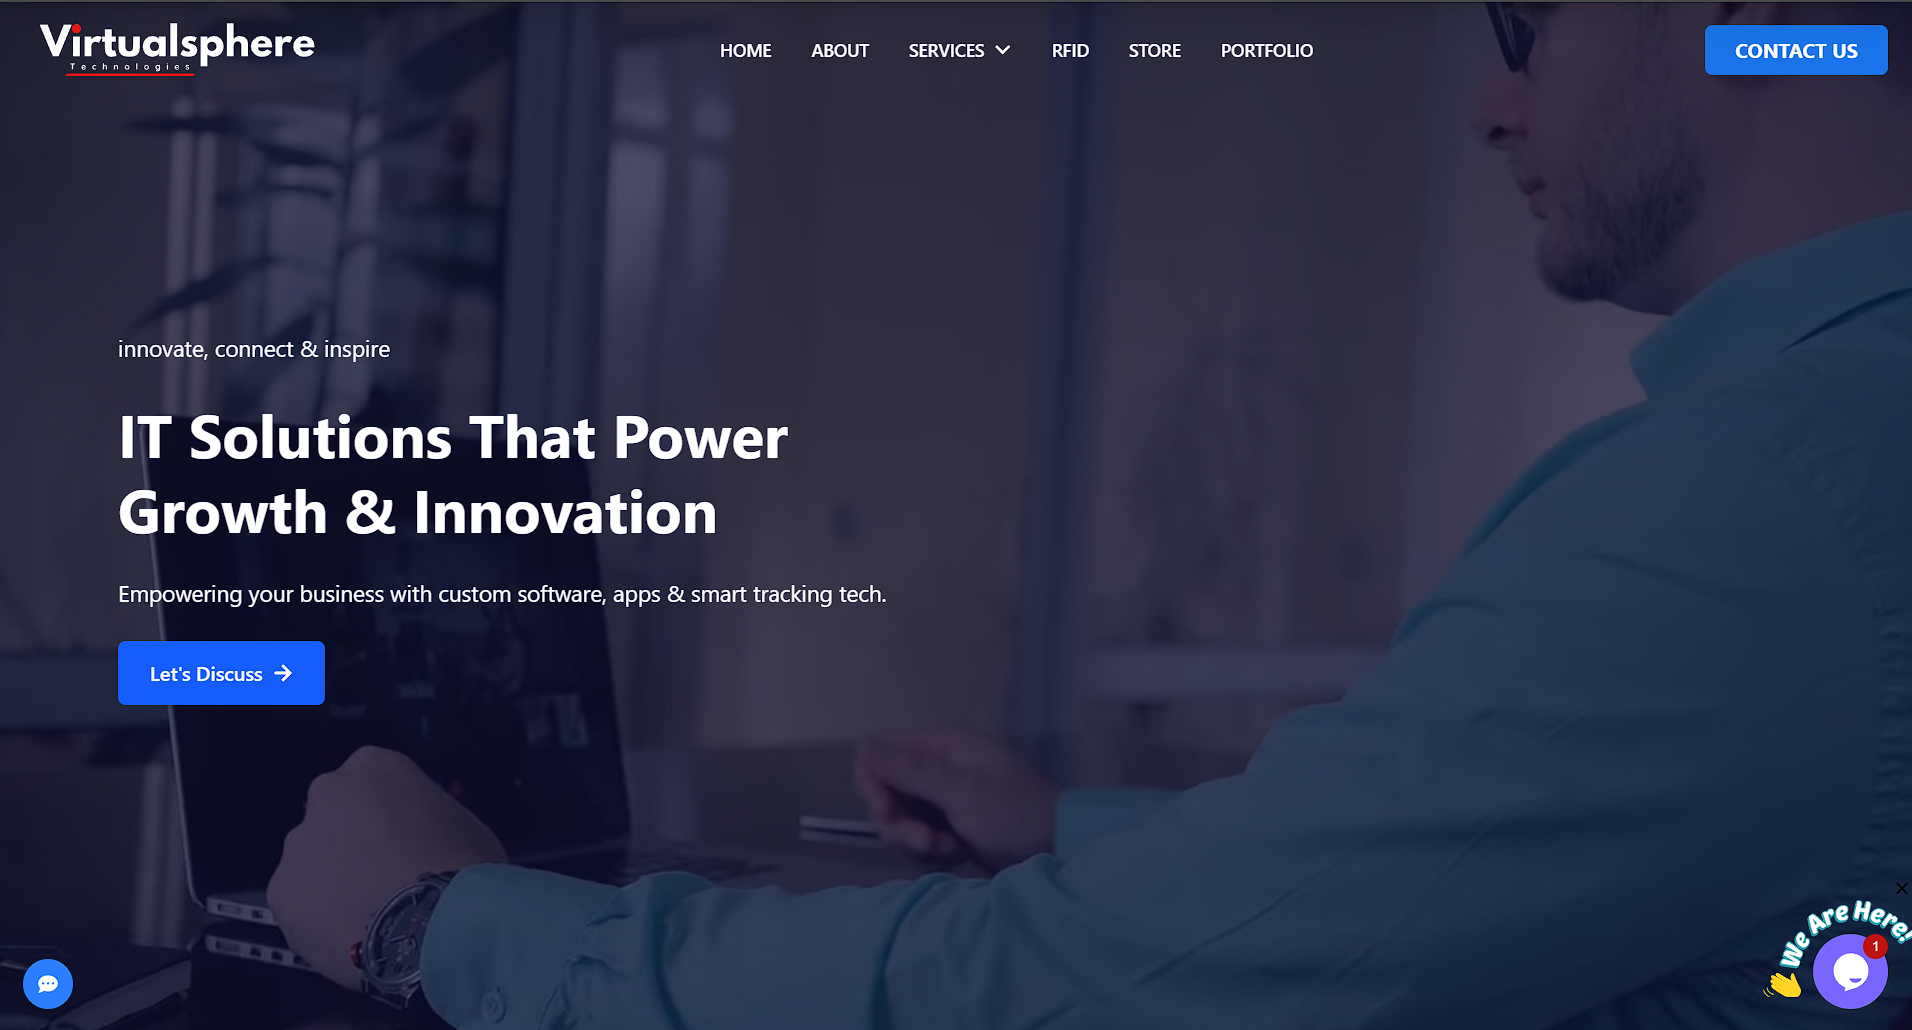 Virtualsphere
Technologies
HOME ABOUT SERVICES RFID STORE PORTFOLIO
CONTACT US
innovate, connect & inspire
IT Solutions That Power
Growth & Innovation
Empowering your business with custom software, apps & smart tracking tech.
Let's Discuss
We Are Here!
1